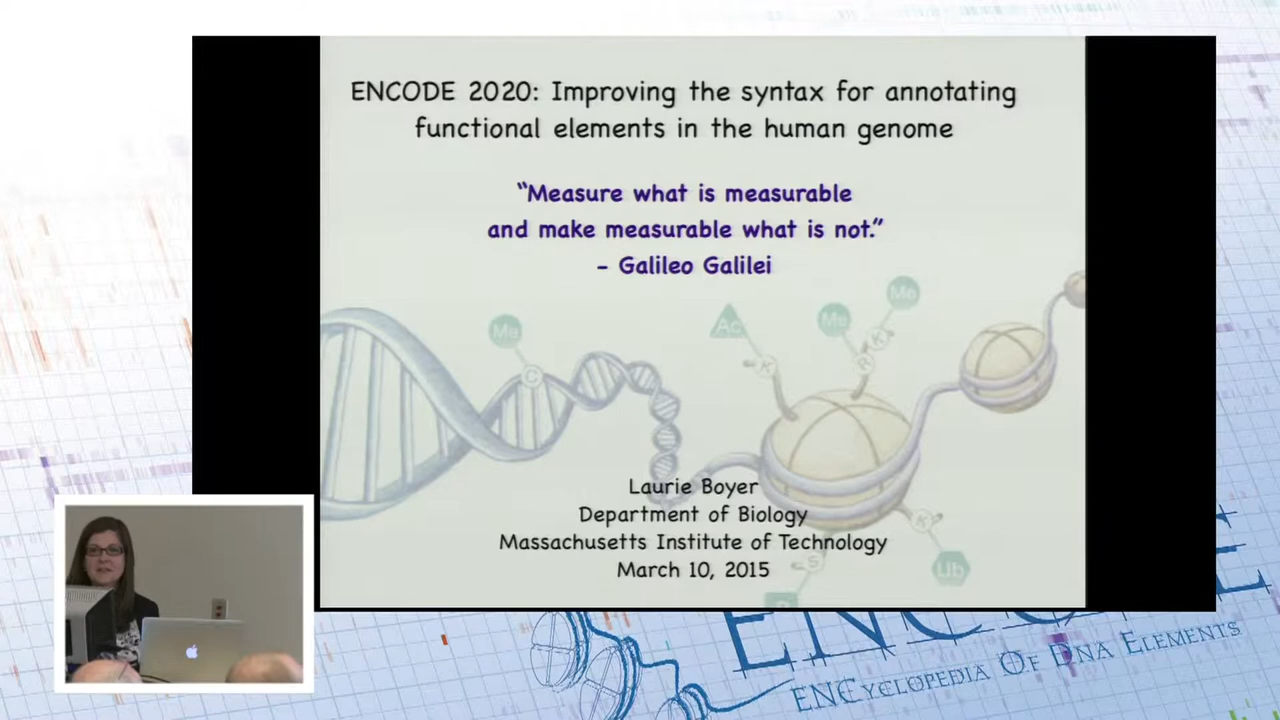 ENCODE 2020: Improving the syntax for annotating
functional elements in the human genome
“Measure what is measurable
and make measurable what is not.”
- Galileo Galilei
Me
Ac
Me
Me
C
K
R
K
Laurie Boyer
Department of Biology
Massachusetts Institute of Technology
March 10, 2015
K
S
Ub
ENCODE
ENCYCLOPEDIA OF DNA ELEMENTS